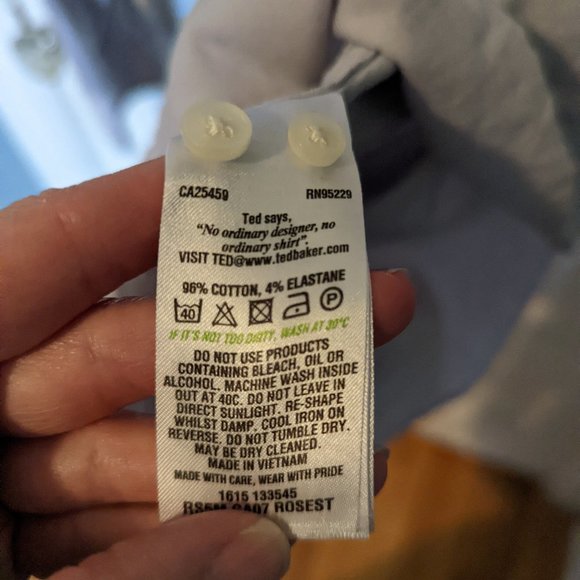 CA25459 RN95229
Ted says,
"No ordinary designer, no
ordinary shirt".
VISIT TED@www.tedbaker.com
96% COTTON, 4% ELASTANE
40 P
IF IT'S NOT TOO DIRTY, WASH AT 30°C
DO NOT USE PRODUCTS
CONTAINING BLEACH, OIL OR
ALCOHOL. MACHINE WASH INSIDE
OUT AT 40C. DO NOT LEAVE IN
DIRECT SUNLIGHT. RE-SHAPE
WHILST DAMP. COOL IRON ON
REVERSE. DO NOT TUMBLE DRY.
MAY BE DRY CLEANED.
MADE IN VIETNAM
MADE WITH CARE, WEAR WITH PRIDE
1615 133545
ROSEST